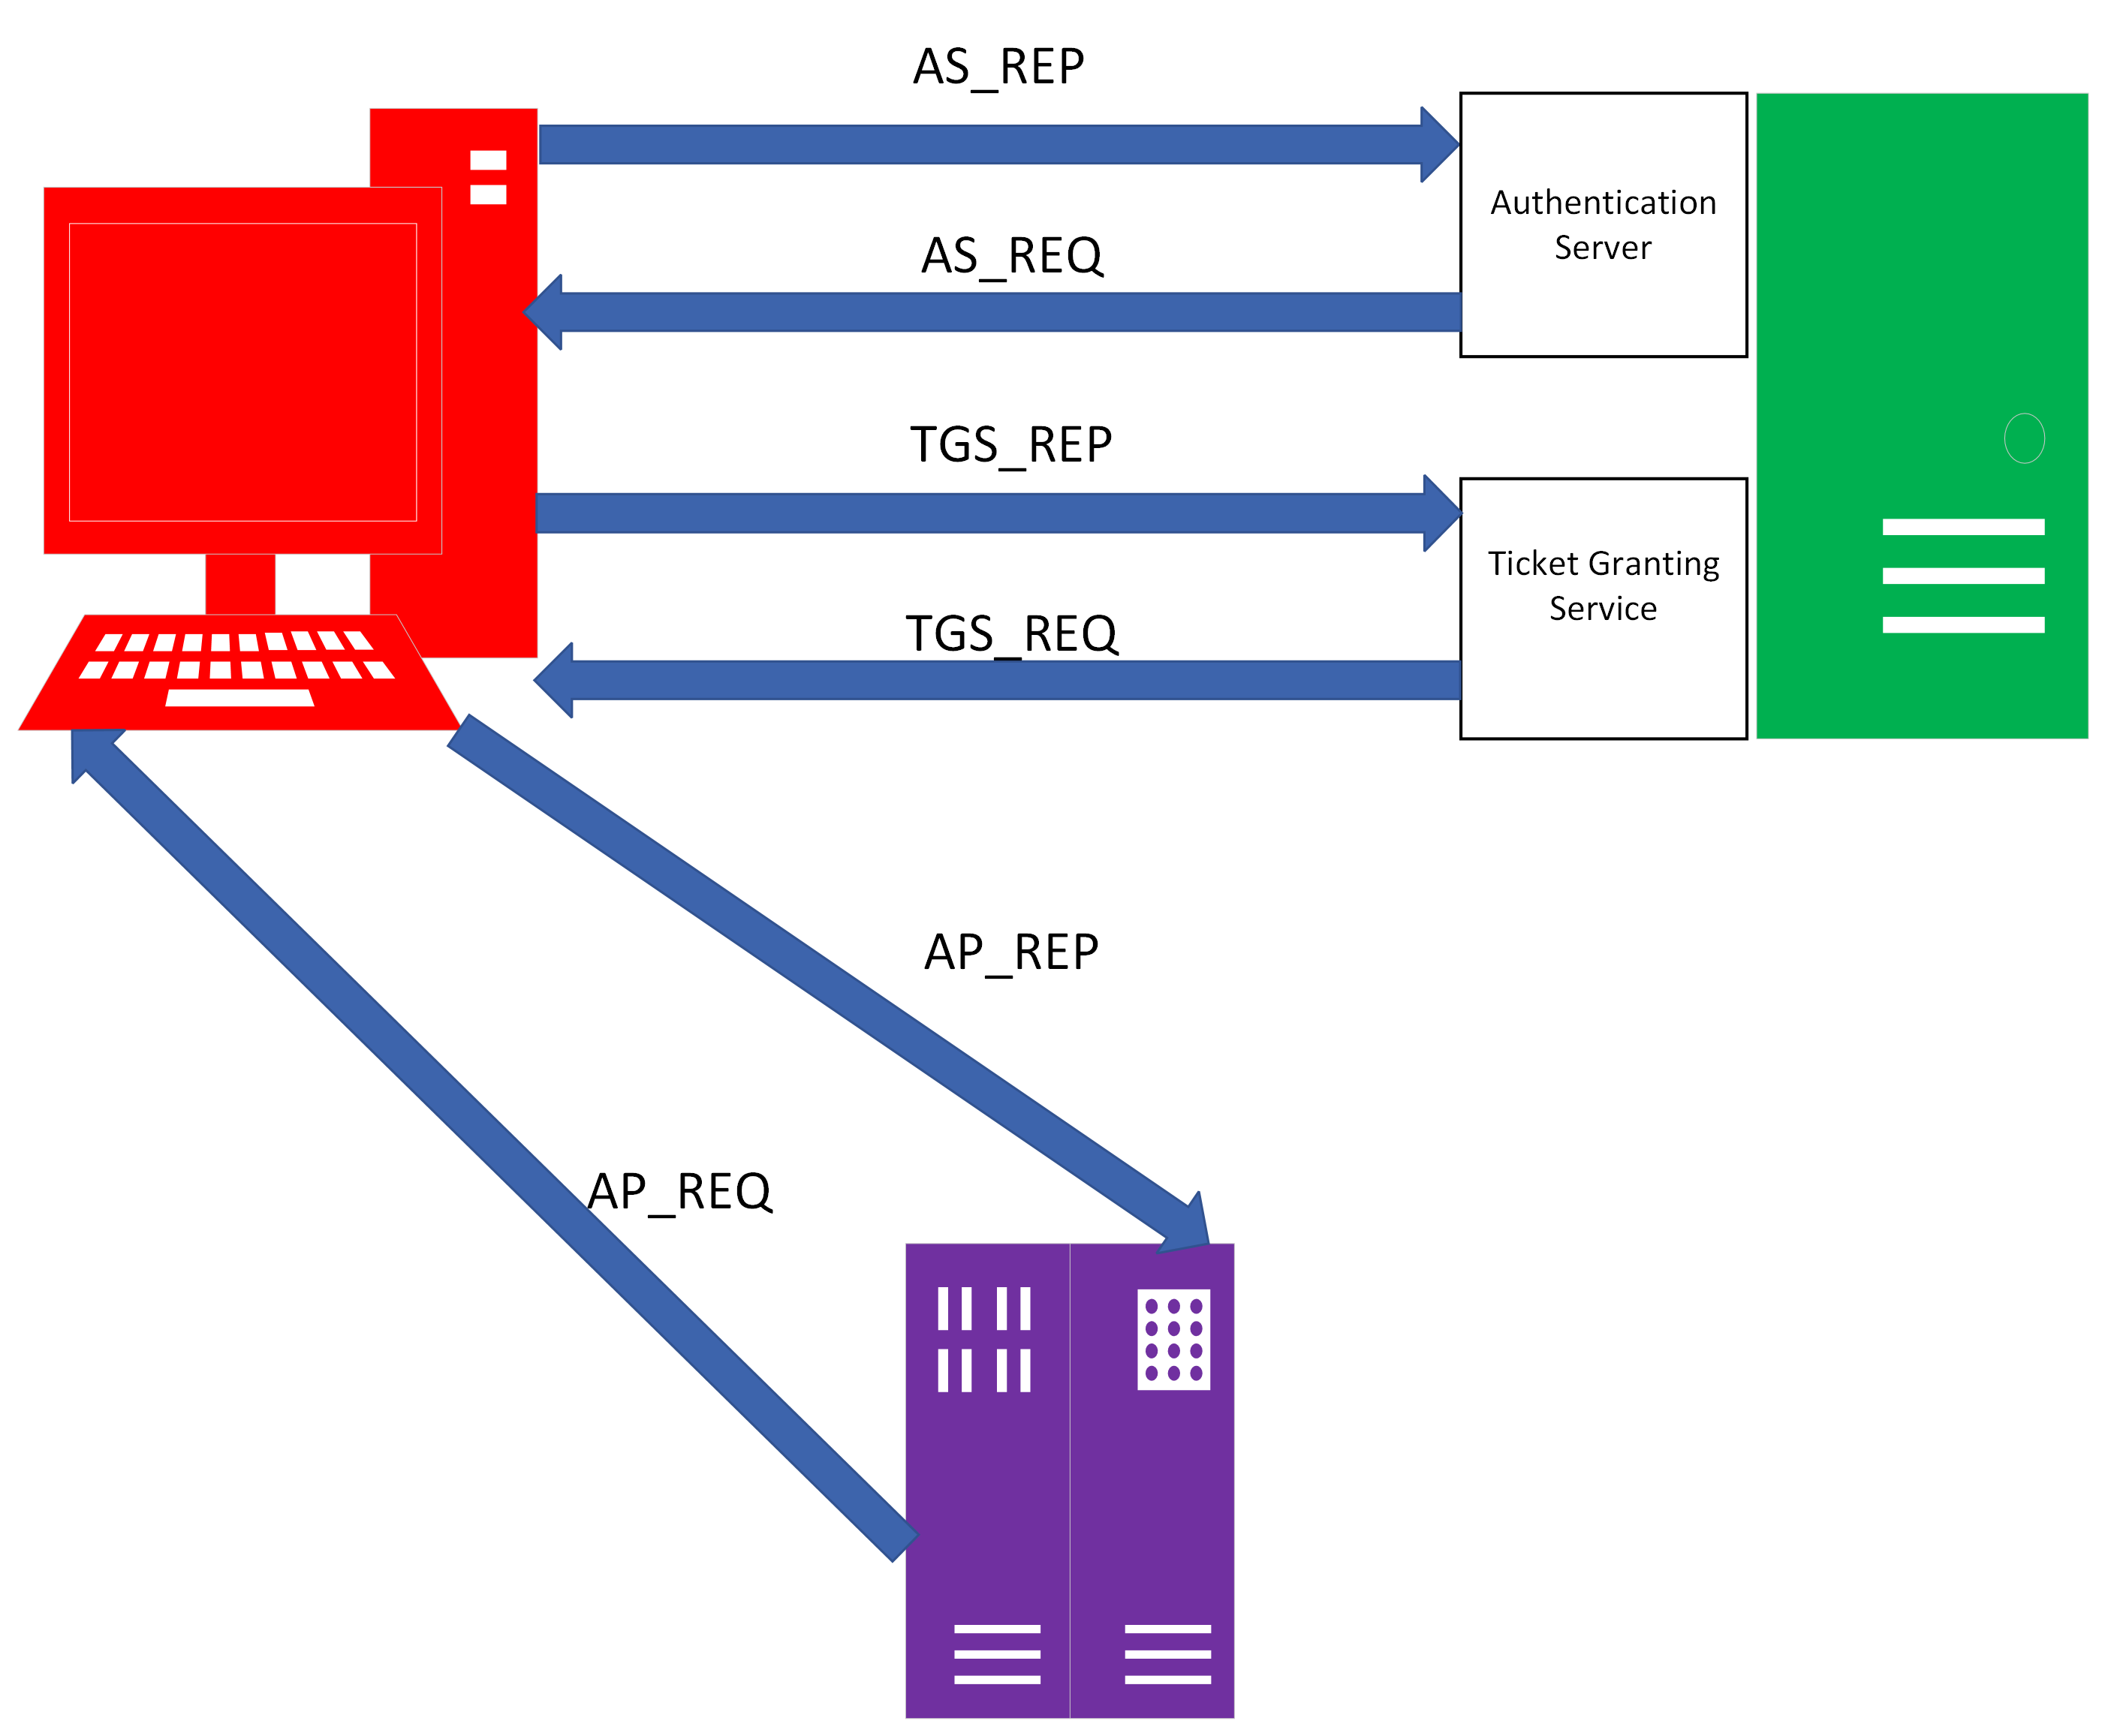 AS_REP
Authentication
Server
AS_REQ
TGS_REP
Ticket Granting
Service
TGS_REQ
AP_REP
AP_REQ